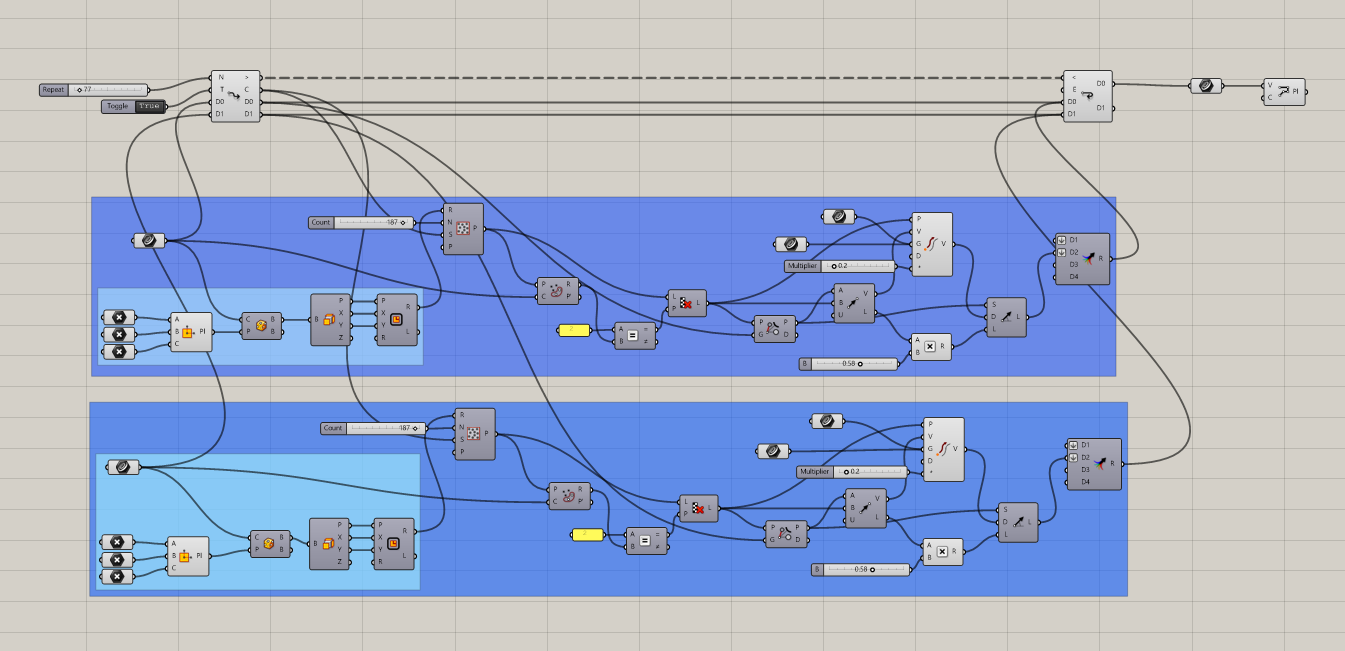 Repeat 77
Toggle True
N >
T C
D0 D0
D1 D1
<
E D0
D0
D1 D1
V
C Pl
Count 187
R
N
S P
P
Multiplier 0.2
P
V
G V
D
*
D1
D2
D3 R
D4
P R
C P
L L
P
A =
B ≠
P P
G D
A V
B
U L
S
D L
L
B 0.58
A R
B
A
B Pl
C
C B
P B
B P
X
Y
Z
P R
X
Y
R L
Count 187
R
N
S P
P
Multiplier 0.2
P
V
G V
D
*
D1
D2
D3 R
D4
P R
C P'
L L
P
A =
B ≠
P P
G D
A V
B
U L
S
D L
L
B 0.58
A R
B
A
B Pl
C
C B
P B
B P
X
Y
Z
P R
X
Y
R L